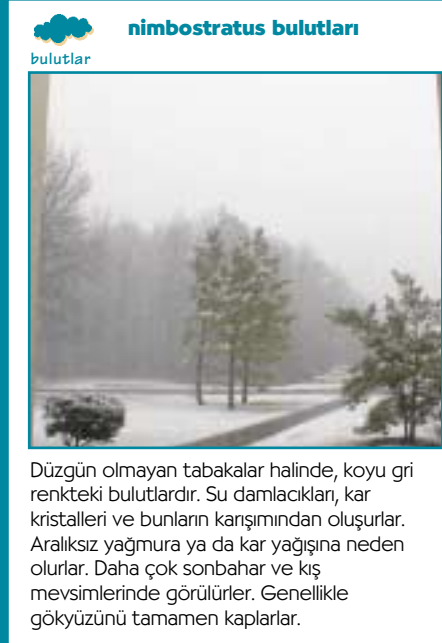 nimbostratus bulutları
bulutlar
Düzgün olmayan tabakalar halinde, koyu gri
renkteki bulutlardır. Su damlacıkları, kar
kristalleri ve bunların karışımından oluşurlar.
Aralıksız yağmura ya da kar yağışına neden
olurlar. Daha çok sonbahar ve kış
mevsimlerinde görülürler. Genellikle
gökyüzünü tamamen kaplarlar.